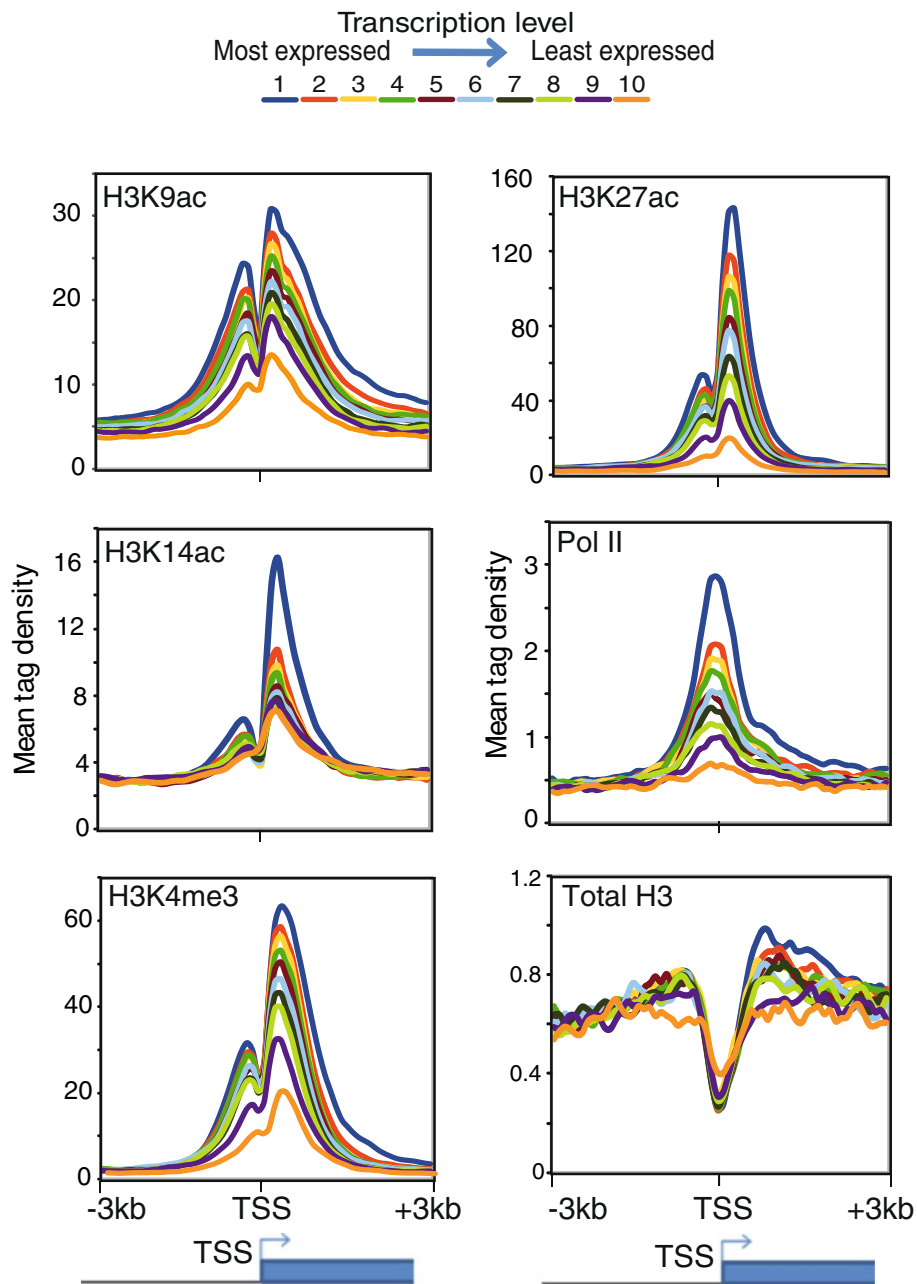 Transcription level
Most expressed Least expressed
1 2 3 4 5 6 7 8 9 10
H3K9ac
30
20
10
0
H3K27ac
160
120
80
40
0
H3K14ac
16
12
8
4
0
Mean tag density
Pol II
3
2
1
0
Mean tag density
H3K4me3
60
40
20
0
-3kb TSS +3kb
TSS
Total H3
1.2
0.8
0.4
0
-3kb TSS +3kb
TSS